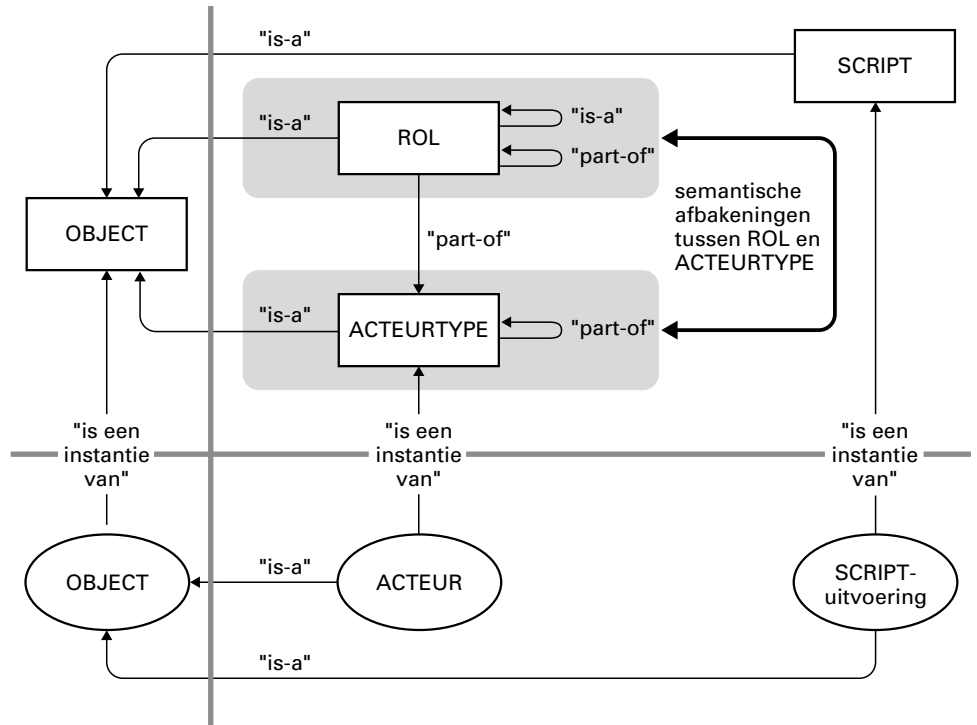 "is-a"
SCRIPT
"is-a"
ROL
"is-a"
"part-of"
semantische
afbakeningen
tussen ROL en
ACTEURTYPE
OBJECT
"part-of"
"is-a"
ACTEURTYPE
"part-of"
"is een
instantie
van"
"is een
instantie
van"
"is een
instantie
van"
OBJECT
"is-a"
ACTEUR
SCRIPT-
uitvoering
"is-a"